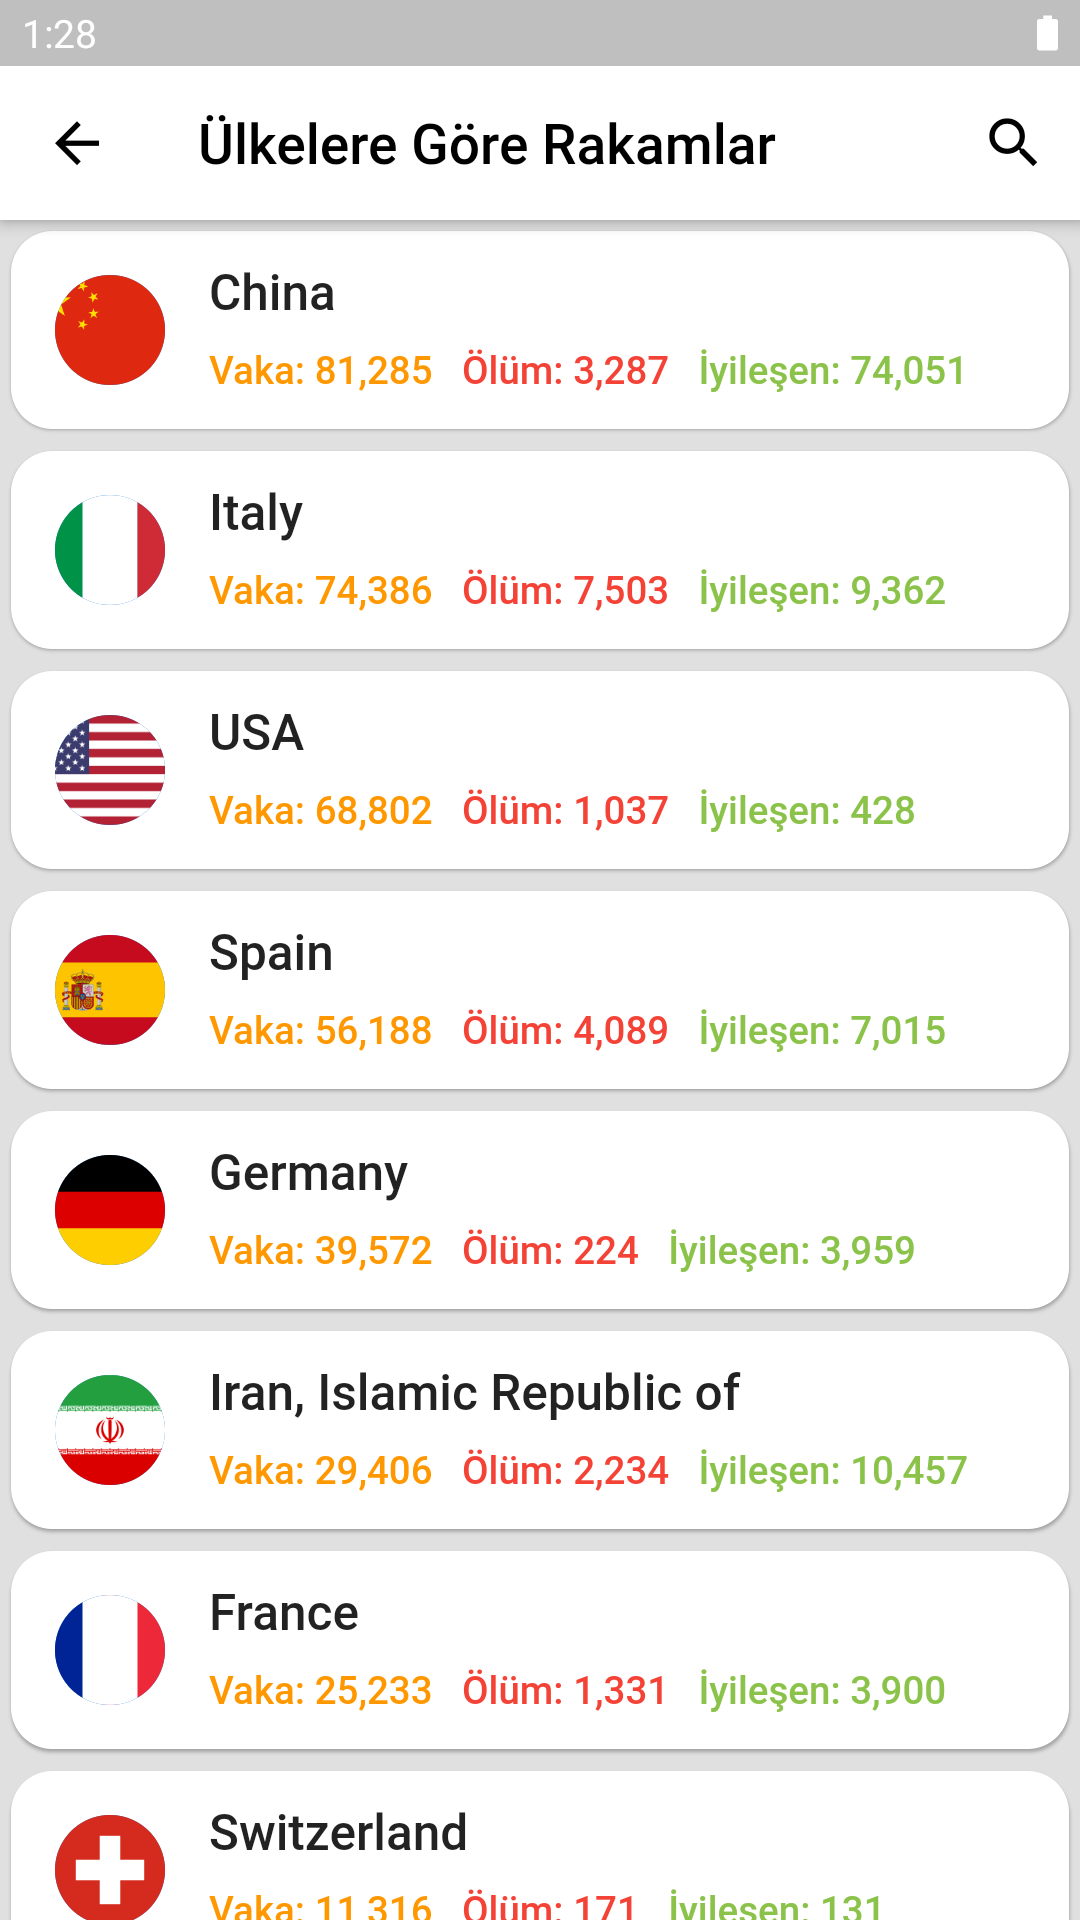 1:28
Ülkelere Göre Rakamlar
China
Vaka: 81,285 Ölüm: 3,287 İyileşen: 74,051
Italy
Vaka: 74,386 Ölüm: 7,503 İyileşen: 9,362
USA
Vaka: 68,802 Ölüm: 1,037 İyileşen: 428
Spain
Vaka: 56,188 Ölüm: 4,089 İyileşen: 7,015
Germany
Vaka: 39,572 Ölüm: 224 İyileşen: 3,959
Iran, Islamic Republic of
Vaka: 29,406 Ölüm: 2,234 İyileşen: 10,457
France
Vaka: 25,233 Ölüm: 1,331 İyileşen: 3,900
Switzerland
Vaka: 11,316 Ölüm: 171 İyileşen: 131